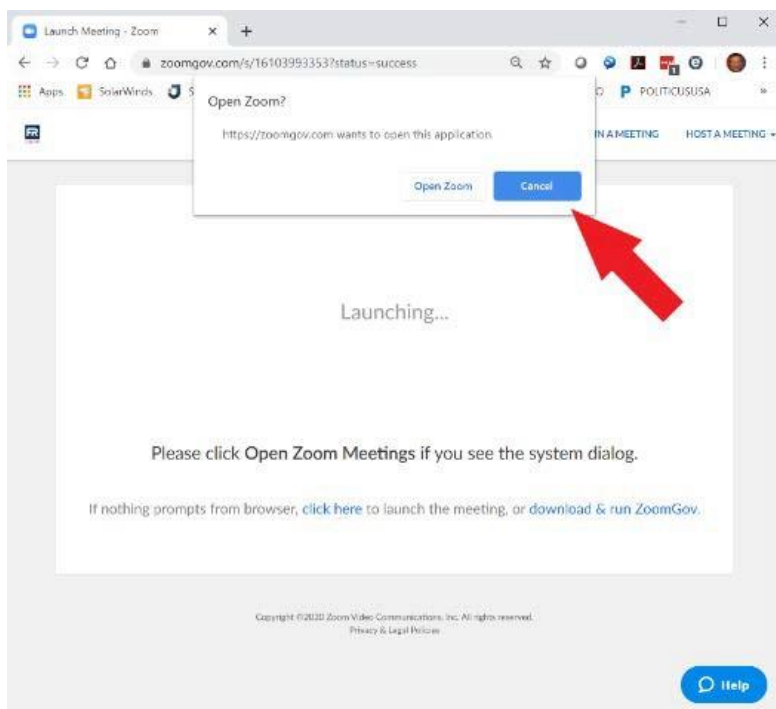 Launch Meeting - Zoom
zoomgov.com/s/16103993353?status=success
Apps SolarWinds S POLITICUSUSA
Open Zoom?
https://zoomgov.com wants to open this application.
Open Zoom Cancel
IN A MEETING HOST A MEETING
FR
Launching...
Please click Open Zoom Meetings if you see the system dialog.
If nothing prompts from browser, click here to launch the meeting, or download & run ZoomGov.
Copyright ©2020 Zoom Video Communications, Inc. All rights reserved.
Privacy & Legal Policies
Help